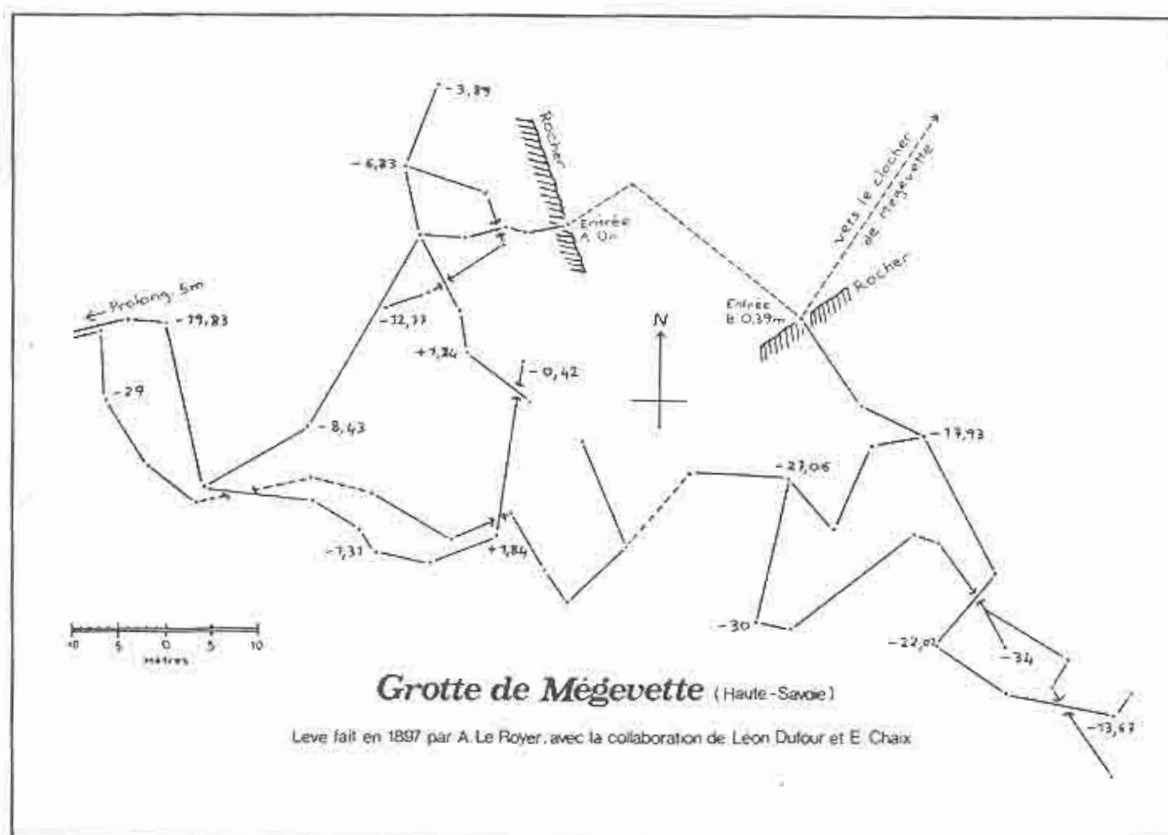 -3,89
-6,83
Rocher
vers le clocher
de Mégevette
Entrée
A 0m
Rocher
← Prolong. 5m
-19,83
-12,77
Entrée
B 0,39m
N
+1,84
-0,42
-29
-8,43
-17,93
-27,06
-7,31
+1,84
-30
-22,02
-34
-13,67
10 5 0 5 10
Mètres
Grotte de Mégevette (Haute-Savoie)
Levé fait en 1897 par A. Le Royer, avec la collaboration de Léon Dufour et E. Chaix